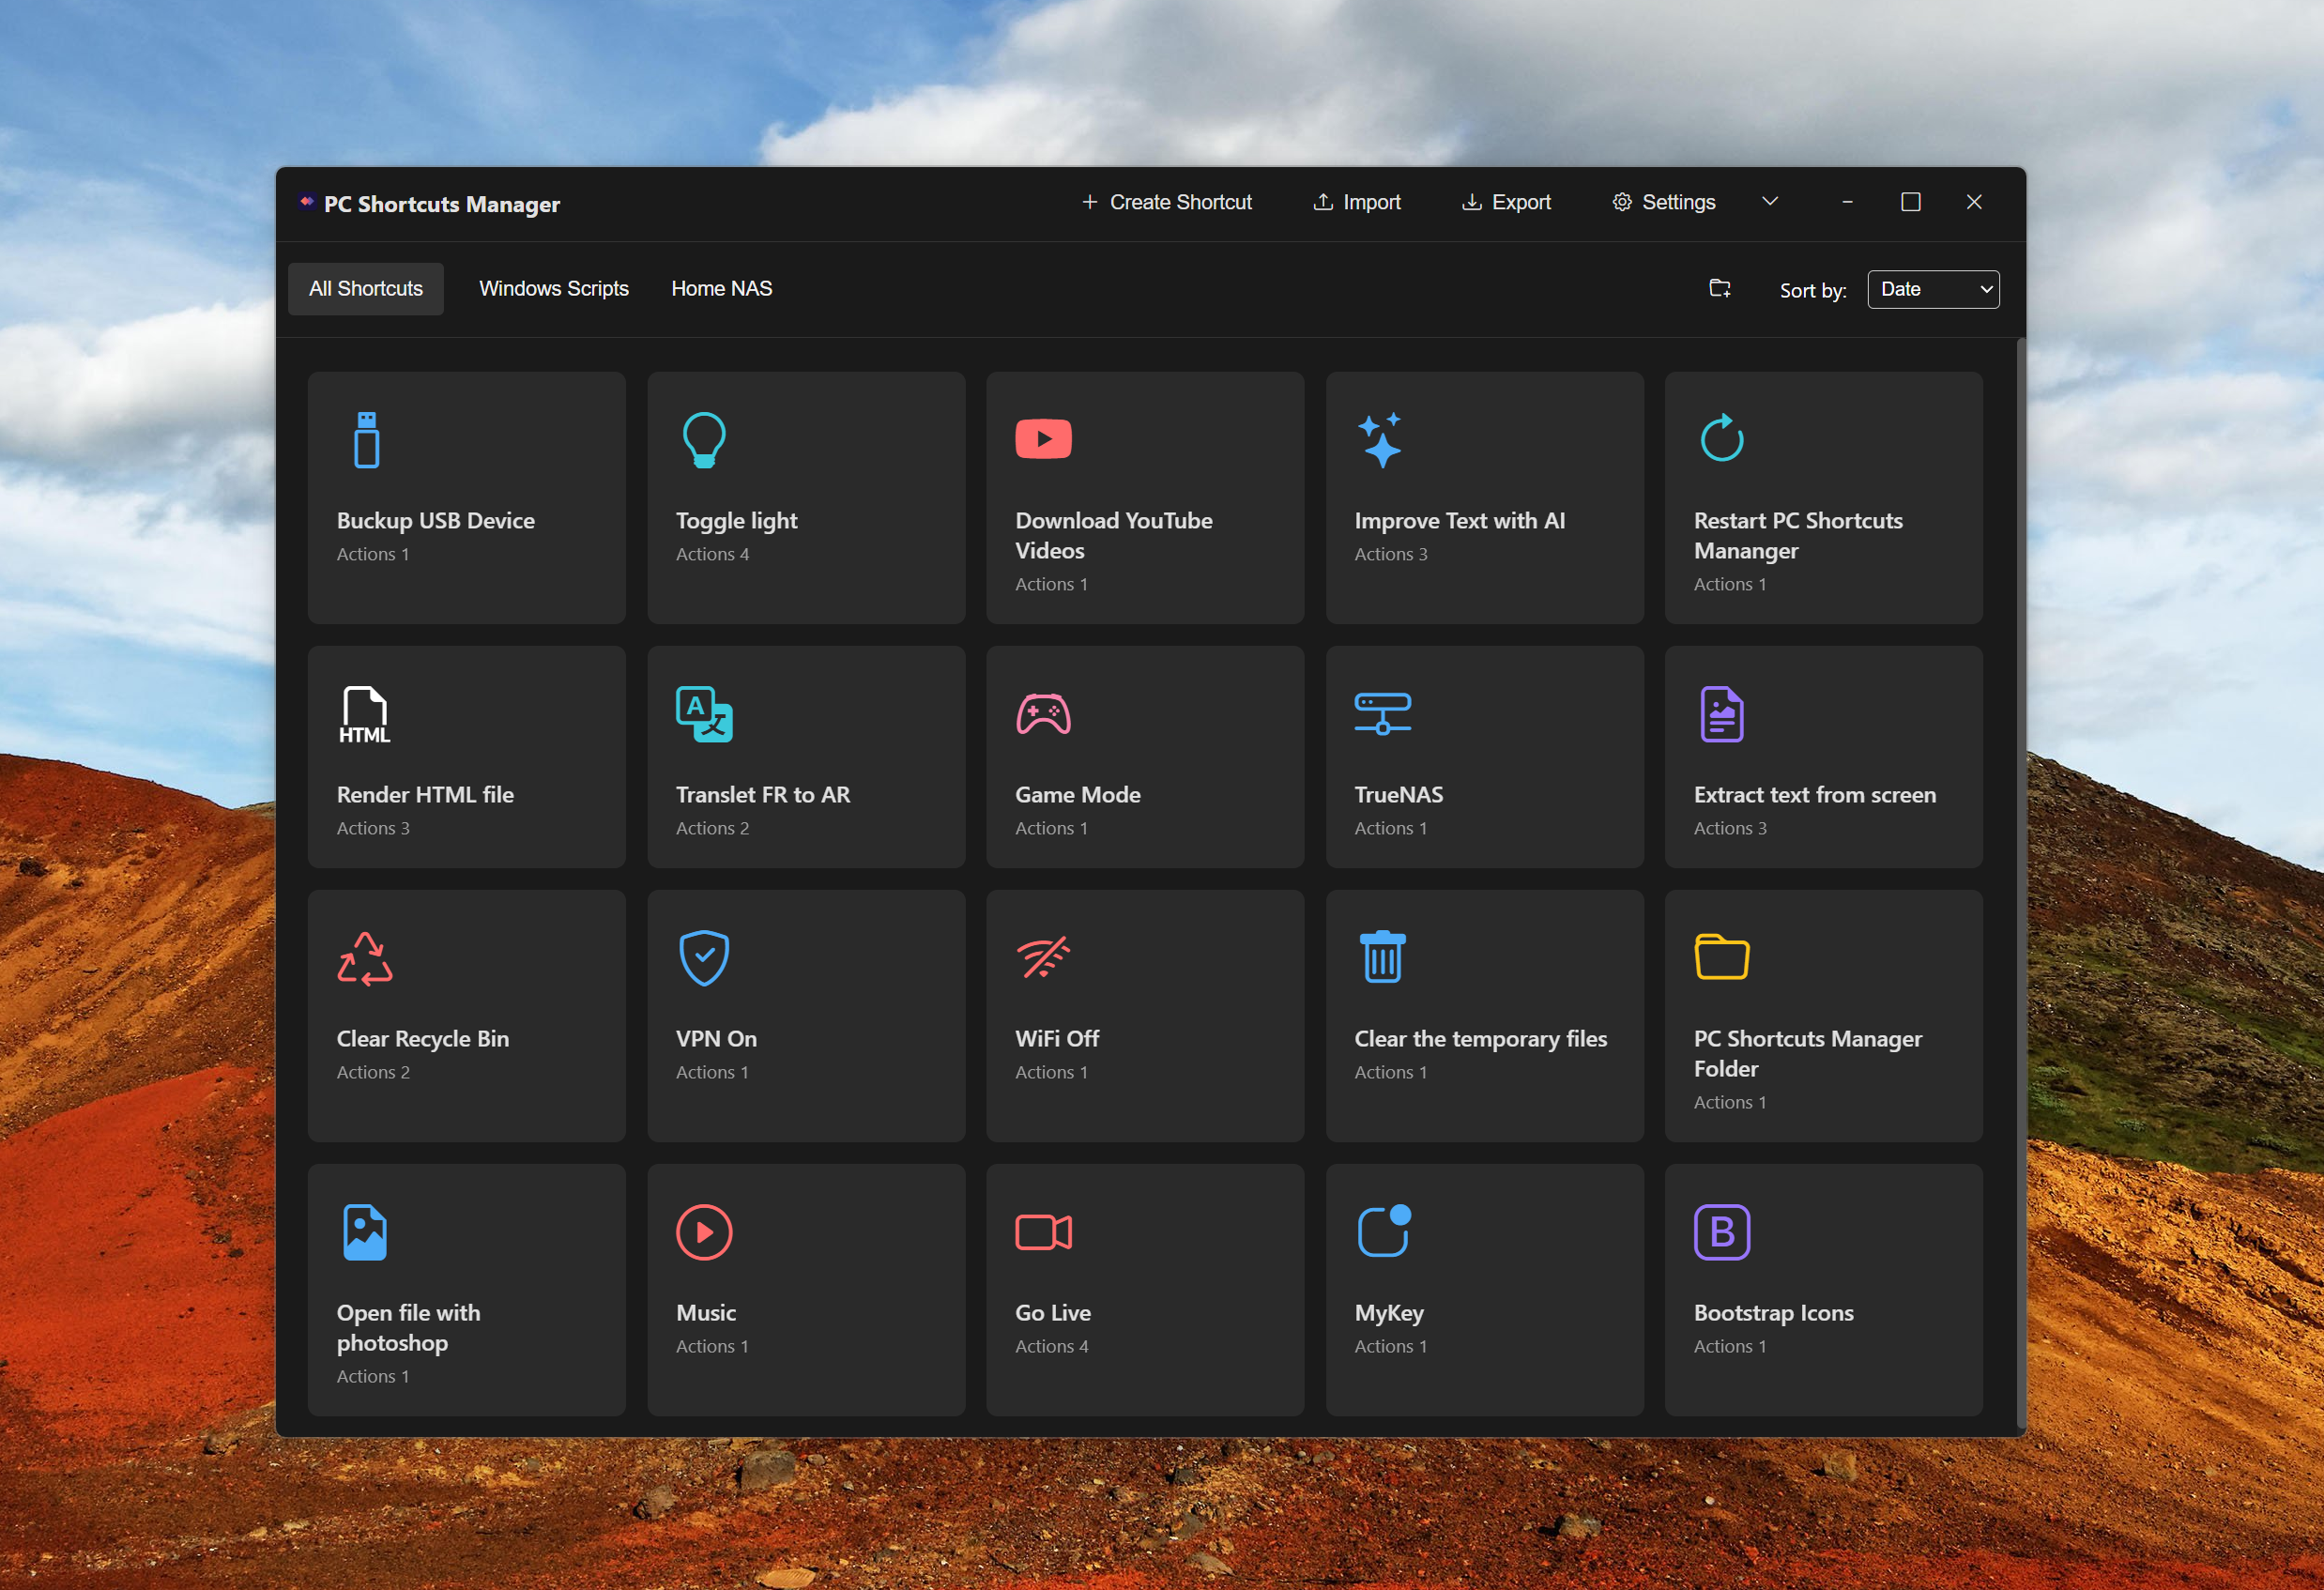 PC Shortcuts Manager
Create Shortcut
Import
Export
Settings
All Shortcuts
Windows Scripts
Home NAS
Sort by:
Date
Buckup USB Device
Actions 1
Toggle light
Actions 4
Download YouTube
Videos
Actions 1
Improve Text with AI
Actions 3
Restart PC Shortcuts
Mananger
Actions 1
HTML
Render HTML file
Actions 3
A
文
Translet FR to AR
Actions 2
Game Mode
Actions 1
TrueNAS
Actions 1
Extract text from screen
Actions 3
Clear Recycle Bin
Actions 2
VPN On
Actions 1
WiFi Off
Actions 1
Clear the temporary files
Actions 1
PC Shortcuts Manager
Folder
Actions 1
Open file with
photoshop
Actions 1
Music
Actions 1
Go Live
Actions 4
MyKey
Actions 1
B
Bootstrap Icons
Actions 1